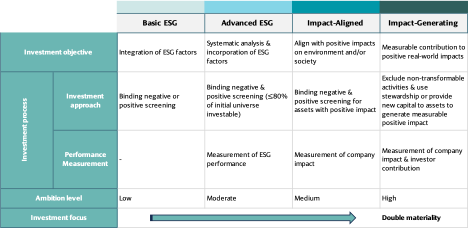 Basic ESG
Advanced ESG
Impact-Aligned
Impact-Generating
Investment objective
Integration of ESG factors
Systematic analysis &
incorporation of ESG
factors
Align with positive impacts
on environment and/or
society
Measurable contribution to
positive real-world impacts
Investment process
Investment
approach
Binding negative or
positive screening
Binding negative &
positive screening (≤80%
of initial universe
investable)
Binding negative &
positive screening for
assets with positive impact
Exclude non-transformable
activities & use
stewardship or provide
new capital to assets to
generate measurable
positive impact
Performance
Measurement
-
Measurement of ESG
performance
Measurement of company
impact
Measurement of company
impact & investor
contribution
Ambition level
Low
Moderate
Medium
High
Investment focus
Double materiality